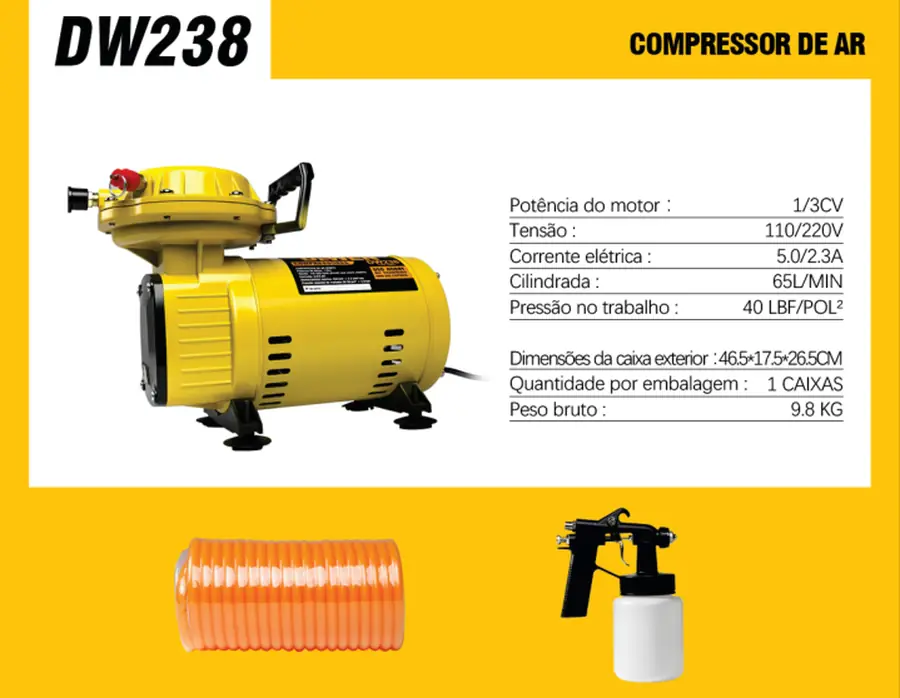 DW238
COMPRESSOR DE AR
Potência do motor : 1/3CV
Tensão : 110/220V
Corrente elétrica : 5.0/2.3A
Cilindrada : 65L/MIN
Pressão no trabalho : 40 LBF/POL²
Dimensões da caixa exterior : 46.5*17.5*26.5CM
Quantidade por embalagem : 1 CAIXAS
Peso bruto : 9.8 KG